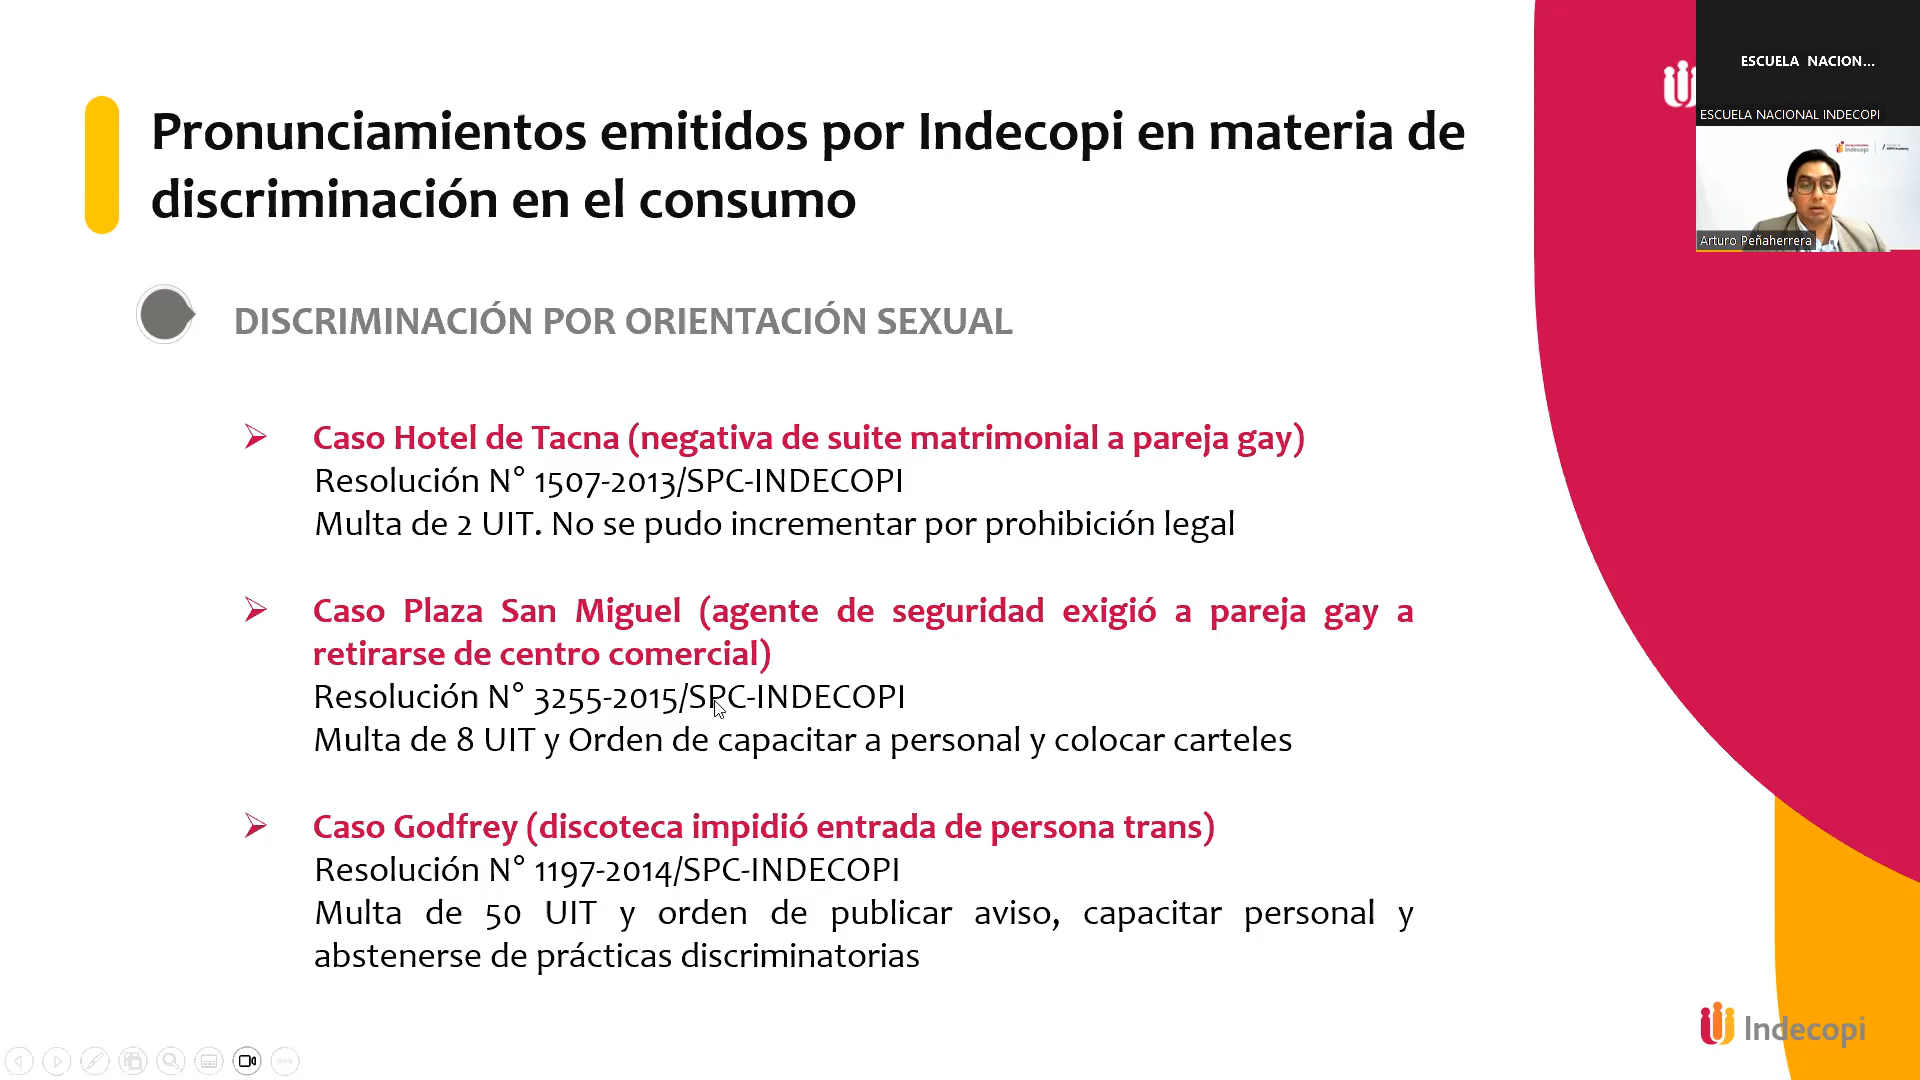 Pronunciamientos emitidos por Indecopi en materia de
discriminación en el consumo
ESCUELA NACION...
ESCUELA NACIONAL INDECOPI
Indecopi
Arturo Peñaherrera
DISCRIMINACIÓN POR ORIENTACIÓN SEXUAL
Caso Hotel de Tacna (negativa de suite matrimonial a pareja gay)
Resolución N° 1507-2013/SPC-INDECOPI
Multa de 2 UIT. No se pudo incrementar por prohibición legal
Caso Plaza San Miguel (agente de seguridad exigió a pareja gay a
retirarse de centro comercial)
Resolución N° 3255-2015/SPC-INDECOPI
Multa de 8 UIT y Orden de capacitar a personal y colocar carteles
Caso Godfrey (discoteca impidió entrada de persona trans)
Resolución N° 1197-2014/SPC-INDECOPI
Multa de 50 UIT y orden de publicar aviso, capacitar personal y
abstenerse de prácticas discriminatorias
Indecopi